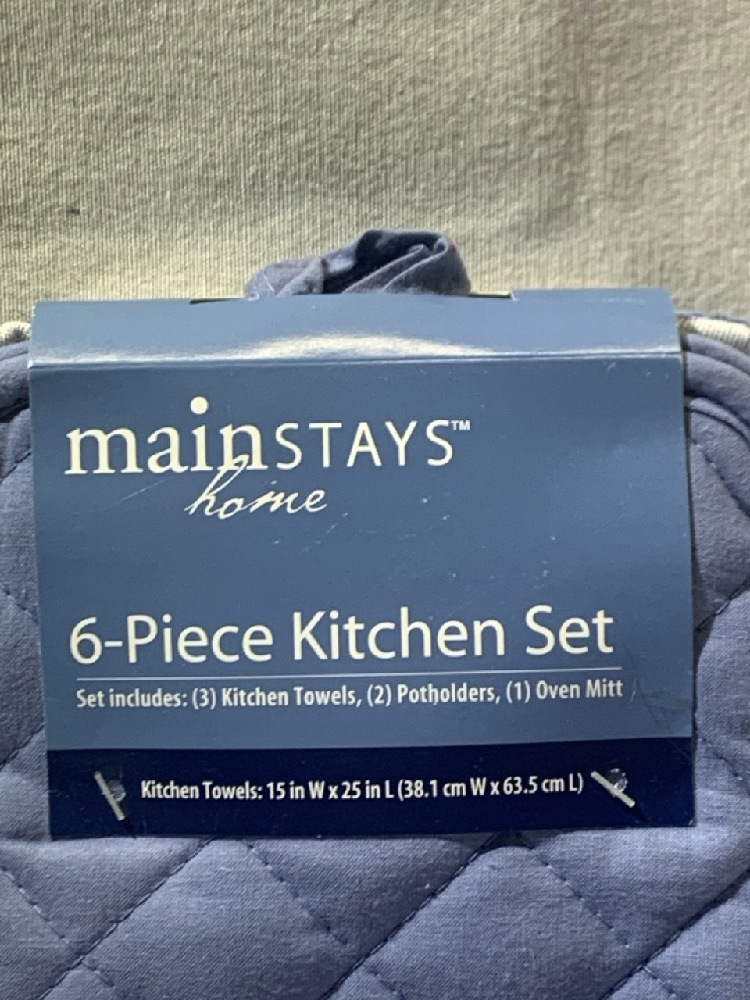 mainSTAYS™
home
6-Piece Kitchen Set
Set includes: (3) Kitchen Towels, (2) Potholders, (1) Oven Mitt
Kitchen Towels: 15 in W x 25 in L (38.1 cm W x 63.5 cm L)